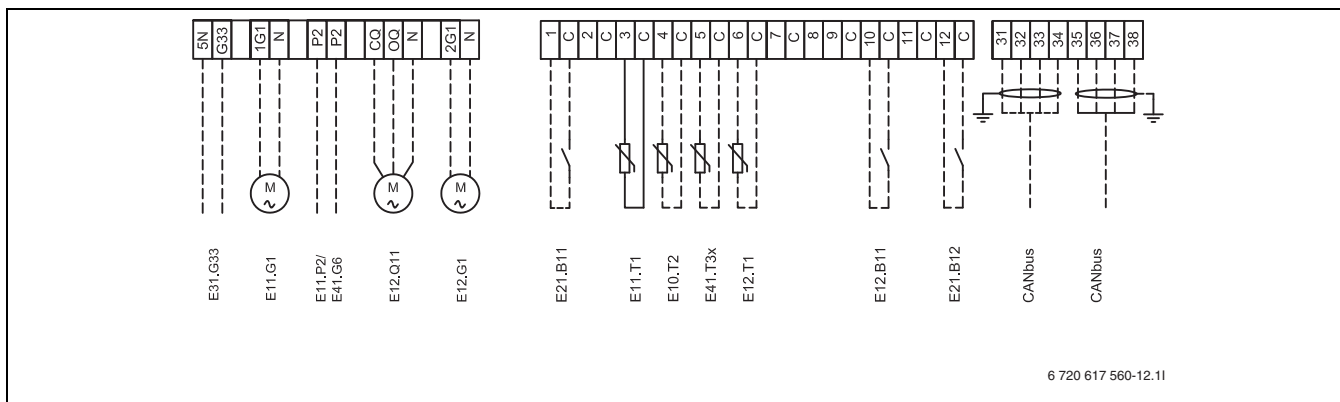 5N G33 1G1 N P2 P2 CQ OQ N 2G1 N
1 C 2 C 3 C 4 C 5 C 6 C 7 C 8 9 C 10 C 11 C 12 C
31 32 33 34 35 36 37 38
M
~
M
~
M
~
E31.G33
E11.G1
E11.P2/
E41.G6
E12.Q11
E12.G1
E21.B11
E11.T1
E10.T2
E41.T3x
E12.T1
E12.B11
E21.B12
CANbus
CANbus
6 720 617 560-12.1I